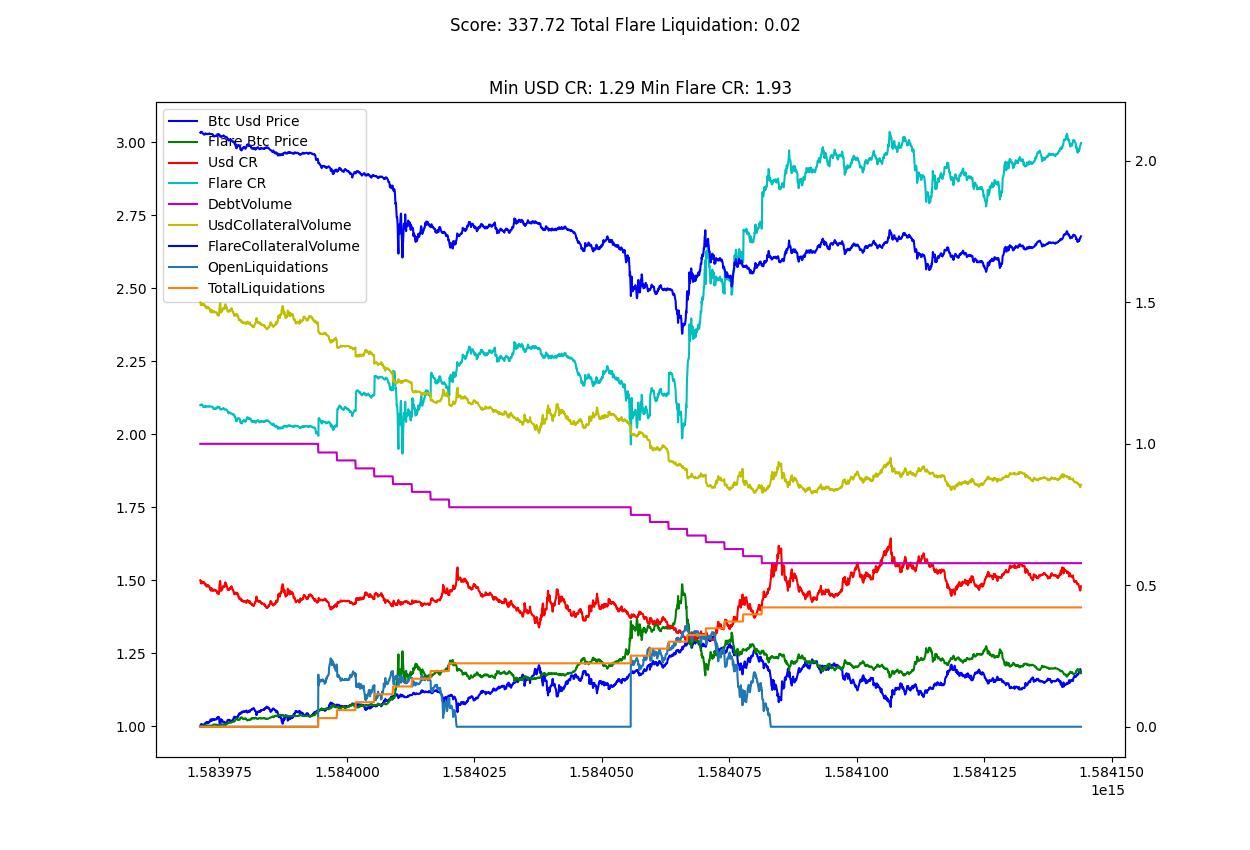 Score: 337.72 Total Flare Liquidation: 0.02
Min USD CR: 1.29 Min Flare CR: 1.93
Btc Usd Price
Flare Btc Price
Usd CR
Flare CR
DebtVolume
UsdCollateralVolume
FlareCollateralVolume
OpenLiquidations
TotalLiquidations
3.00
2.75
2.50
2.25
2.00
1.75
1.50
1.25
1.00
2.0
1.5
1.0
0.5
0.0
1.583975 1.584000 1.584025 1.584050 1.584075 1.584100 1.584125 1.584150
1e15